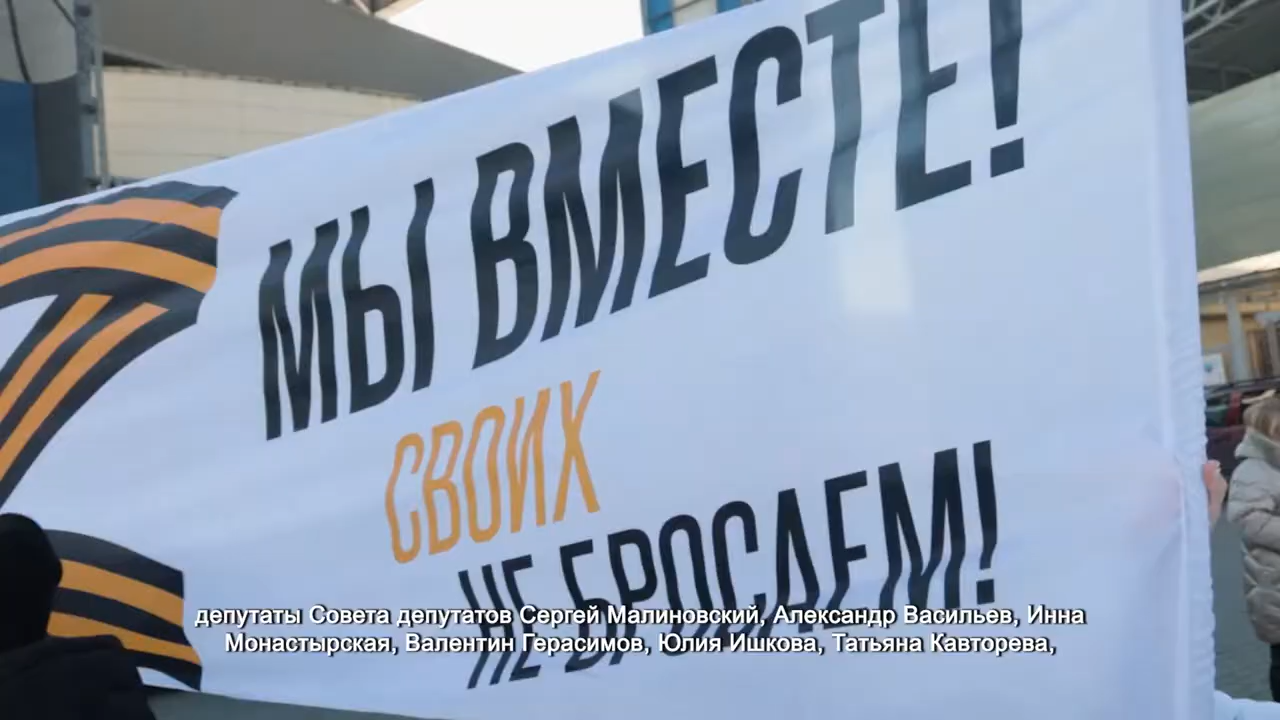 МЫ ВМЕСТЕ!
СВОИХ
НЕ БРОСАЕМ!
депутаты Совета депутатов Сергей Малиновский, Александр Васильев, Инна
Монастырская, Валентин Герасимов, Юлия Ишкова, Татьяна Кавторева,